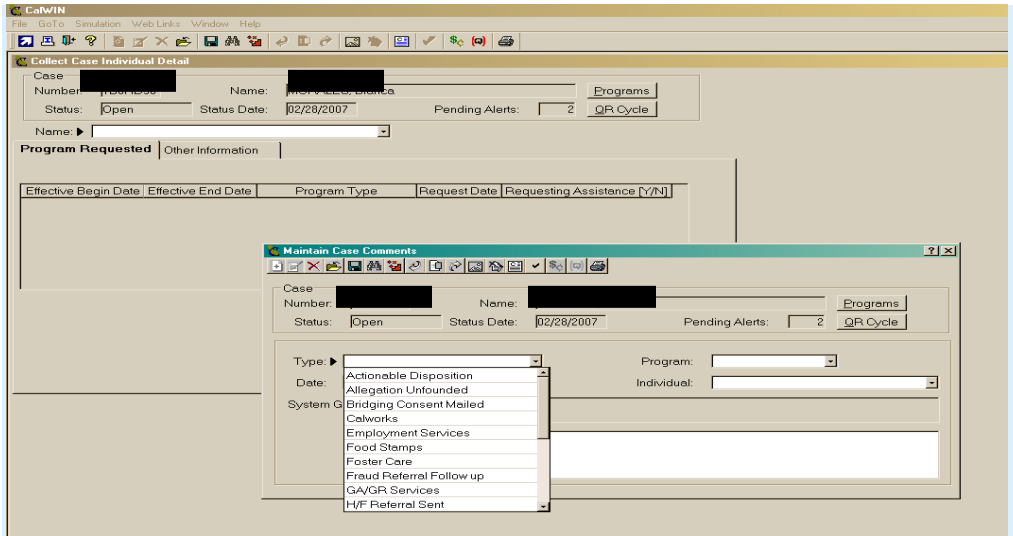 CalWIN
File GoTo Simulation Web Links Window Help
Collect Case Individual Detail
Case
Number: Name: Programs
Status: Open Status Date: 02/28/2007 Pending Alerts: 2 QR Cycle
Name:
Program Requested Other Information
Effective Begin Date Effective End Date Program Type Request Date Requesting Assistance [Y/N]
Maintain Case Comments
Case
Number: Name: Programs
Status: Open Status Date: 02/28/2007 Pending Alerts: 2 QR Cycle
Type: Program:
Date: Individual:
System G
Actionable Disposition
Allegation Unfounded
Bridging Consent Mailed
Calworks
Employment Services
Food Stamps
Foster Care
Fraud Referral Follow up
GA/GR Services
H/F Referral Sent